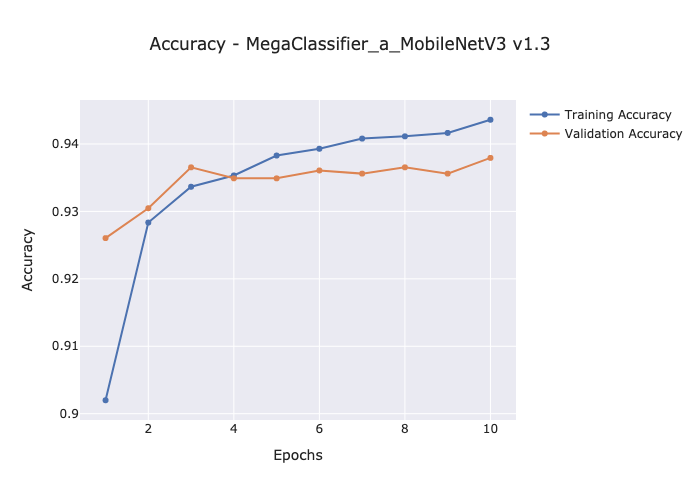 Accuracy - MegaClassifier_a_MobileNetV3 v1.3
Training Accuracy
Validation Accuracy
0.94
0.93
0.92
0.91
0.9
Accuracy
2 4 6 8 10
Epochs